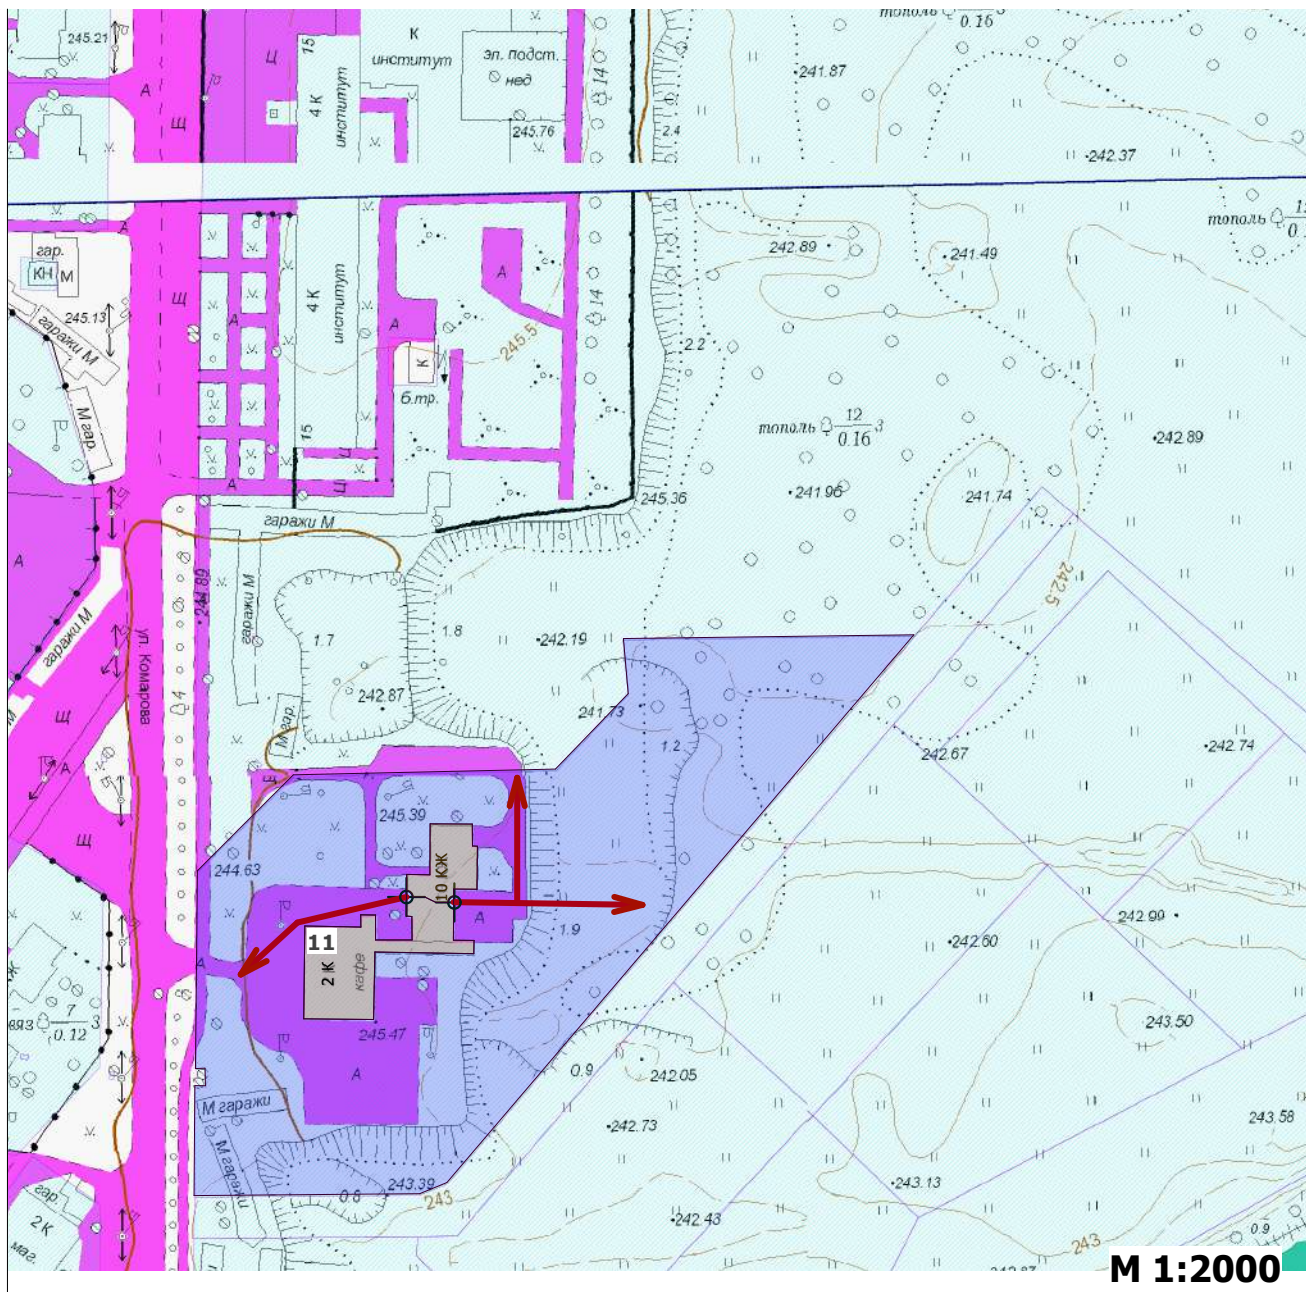 тополь 0.16
245.21
А
Щ
Ц
15
4 К
институт
К
институт
эл. подст.
нед
245.76
14
2.4
241.87
242.37
тополь
А
гар.
КН
М
245.13
гаражи М
М гар.
Щ
А
4 К
институт
А
А
К
б.тр.
245.5
14
2.2
242.89
241.49
тополь 12 3
0.16
242.89
241.96
241.74
242.5
15
Ц
Ц
А
245.36
гаражи М
гаражи М
244.89
А
гаражи М
М
ул. Комарова
4
Щ
А
Щ
1.7
1.8
242.87
242.19
М гар.
241.73
1.2
242.67
242.74
245.39
244.63
10 КЖ
А
1.9
11
2 К
кафе
245.47
А
А
Ж
вяз 7 3
0.12
242.99
242.60
243.50
0.9
242.05
242.73
243.58
М гаражи
М гаражи
0.8
243.39
243
243.13
242.43
243
0.9
гар.
2 К
маг.
М 1:2000